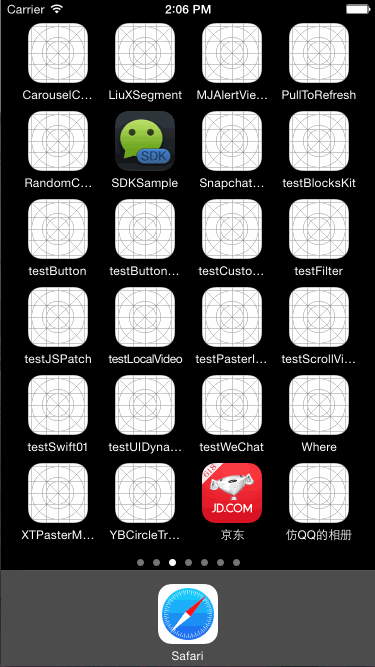 Carrier 2:06 PM
CarouselC... LiuXSegment MJAlertVie... PullToRefresh
SDK
RandomC... SDKSample Snapchat... testBlocksKit
testButton testButton... testCusto... testFilter
testJSPatch testLocalVideo testPasterI... testScrollVi...
testSwift01 testUIDyna... testWeChat Where
618
JD.COM
XTPasterM... YBCircleTr... 京东 仿QQ的相册
Safari